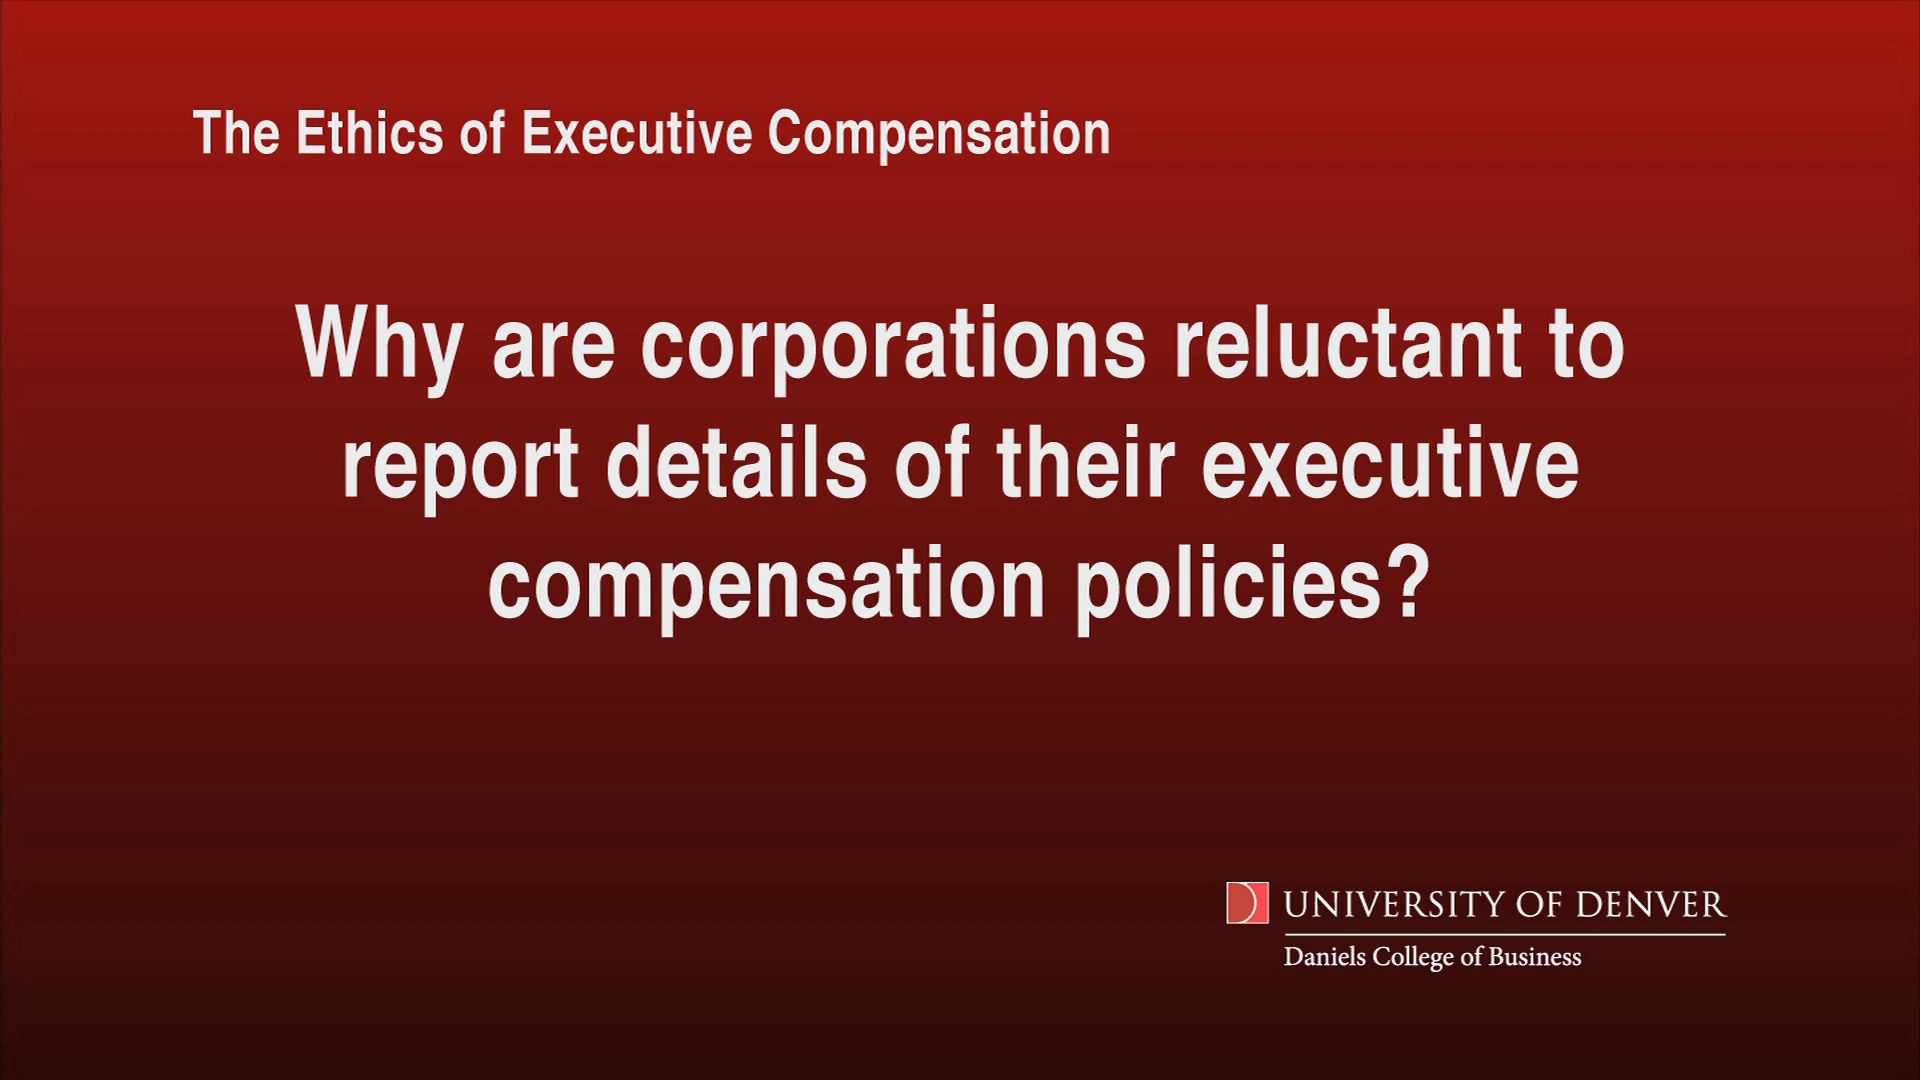 The Ethics of Executive Compensation
Why are corporations reluctant to
report details of their executive
compensation policies?
UNIVERSITY OF DENVER
Daniels College of Business